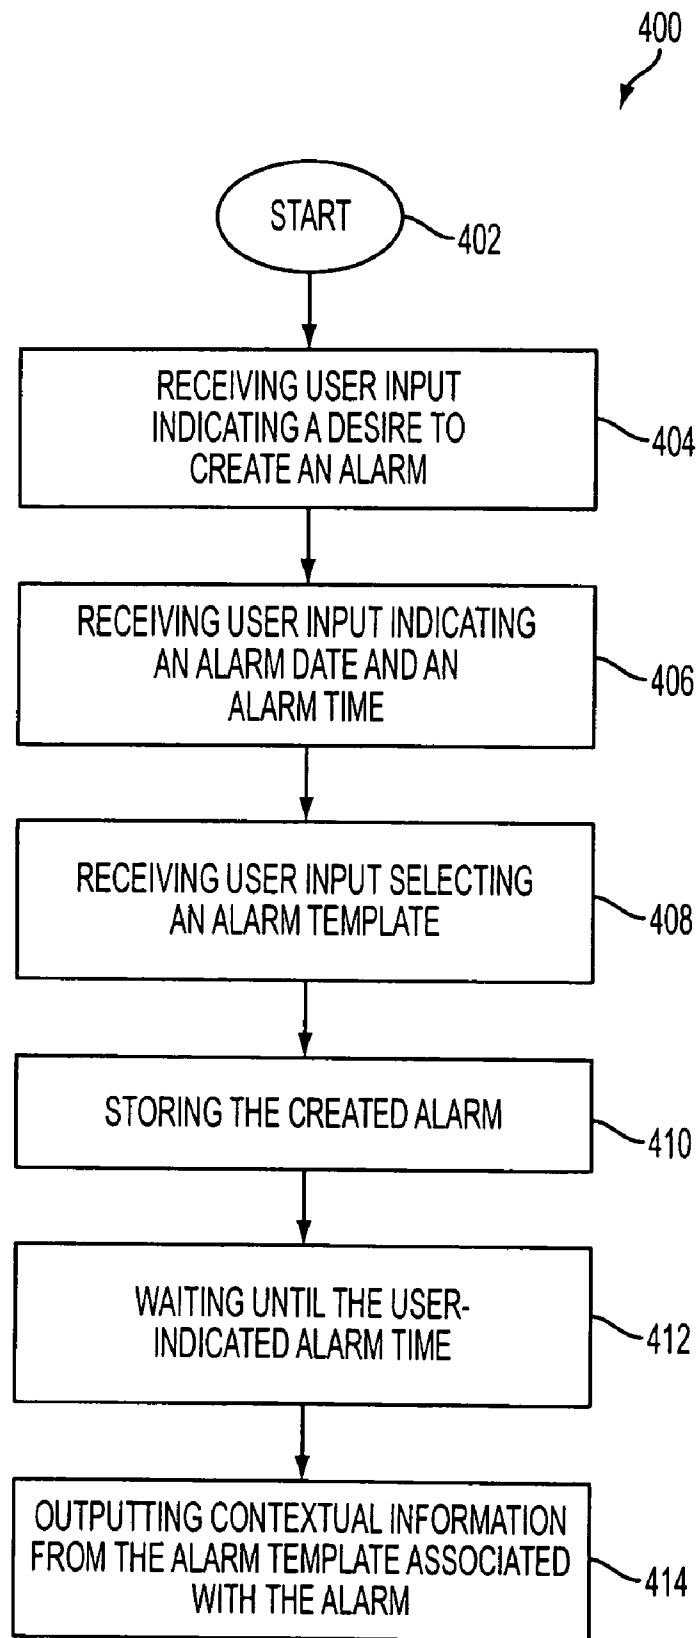 400
START
402
RECEIVING USER INPUT
INDICATING A DESIRE TO
CREATE AN ALARM
404
RECEIVING USER INPUT INDICATING
AN ALARM DATE AND AN
ALARM TIME
406
RECEIVING USER INPUT SELECTING
AN ALARM TEMPLATE
408
STORING THE CREATED ALARM
410
WAITING UNTIL THE USER-
INDICATED ALARM TIME
412
OUTPUTTING CONTEXTUAL INFORMATION
FROM THE ALARM TEMPLATE ASSOCIATED
WITH THE ALARM
414